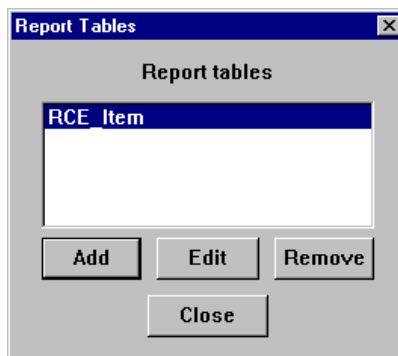 Report Tables
Report tables
RCE_Item
Add Edit Remove
Close